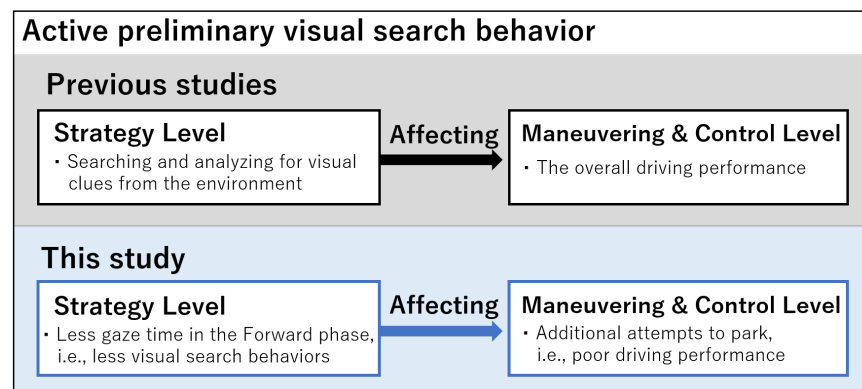 Active preliminary visual search behavior
Previous studies
Strategy Level
・Searching and analyzing for visual
clues from the environment
Affecting
Maneuvering & Control Level
・The overall driving performance
This study
Strategy Level
・Less gaze time in the Forward phase,
i.e., less visual search behaviors
Affecting
Maneuvering & Control Level
・Additional attempts to park,
i.e., poor driving performance